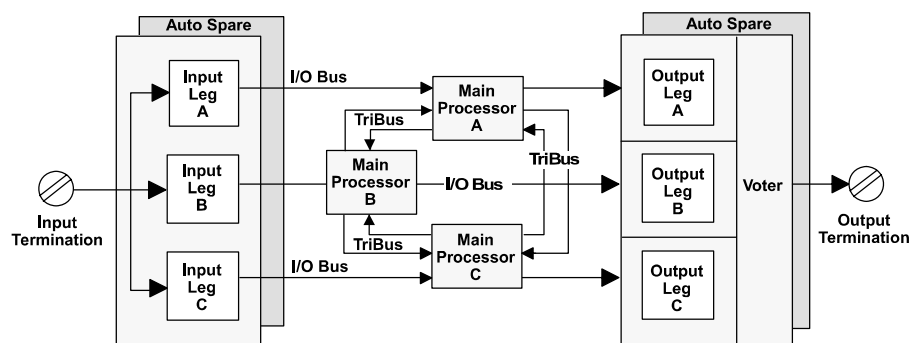 Auto Spare
Auto Spare
Input
Leg
A
I/O Bus
Main
Processor
A
Output
Leg
A
TriBus
TriBus
Input
Leg
B
Main
Processor
B
I/O Bus
Output
Leg
B
Voter
Input
Termination
Output
Termination
TriBus
Input
Leg
C
I/O Bus
Main
Processor
C
Output
Leg
C